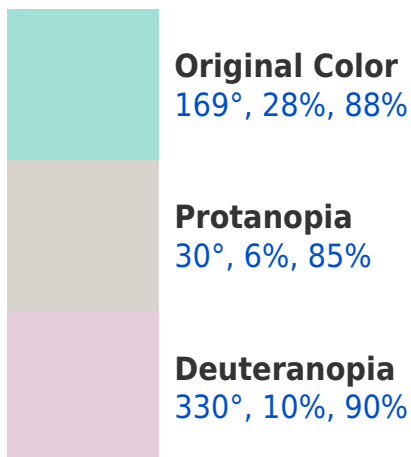 Original Color
169°, 28%, 88%
Protanopia
30°, 6%, 85%
Deuteranopia
330°, 10%, 90%